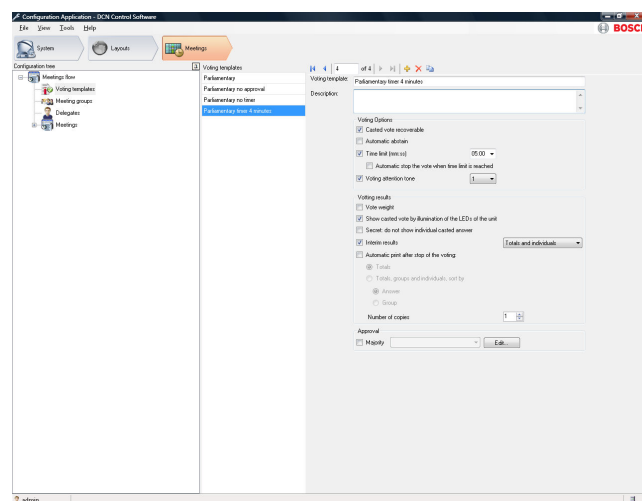 Configuration Application - DCN Control Software
File View Tools Help
BOSCH
System Layouts Meetings
Configuration tree
Meetings flow
Voting templates
Meeting groups
Delegates
Meetings
Voting templates
Parliamentary
Parliamentary no approval
Parliamentary no timer
Parliamentary timer 4 minutes
4 of 4
Voting template: Parliamentary timer 4 minutes
Description:
Voting Options
Casted vote recoverable
Automatic abstain
Time limit (mm:ss) 05:00
Automatic stop the vote when time limit is reached
Voting attention tone 1
Voting results
Vote weight
Show casted vote by illumination of the LEDs of the unit
Secret: do not show individual casted answer
Interim results Totals and individuals
Automatic print after stop of the voting:
Totals
Totals, groups and individuals, sort by
Answer
Group
Number of copies 1
Approval
Majority Edit...
admin